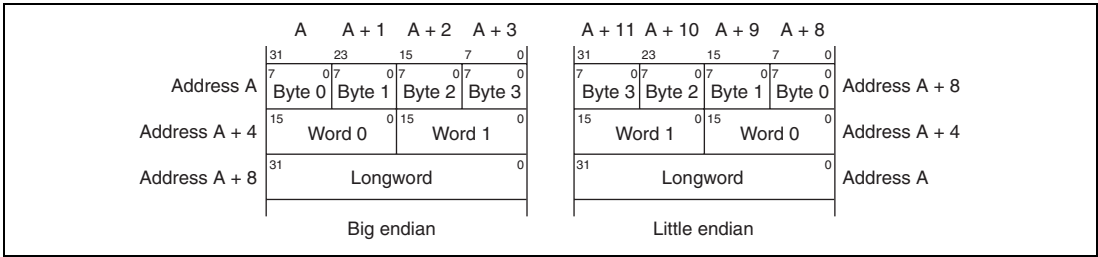 A A + 1 A + 2 A + 3 A + 11 A + 10 A + 9 A + 8
31 23 15 7 0 31 23 15 7 0
7 0 7 0 7 0 7 0 7 0 7 0 7 0 7 0
Address A Byte 0 Byte 1 Byte 2 Byte 3 Byte 3 Byte 2 Byte 1 Byte 0 Address A + 8
15 0 15 0 15 0 15 0
Address A + 4 Word 0 Word 1 Word 1 Word 0 Address A + 4
31 0 31 0
Address A + 8 Longword Longword Address A
Big endian Little endian